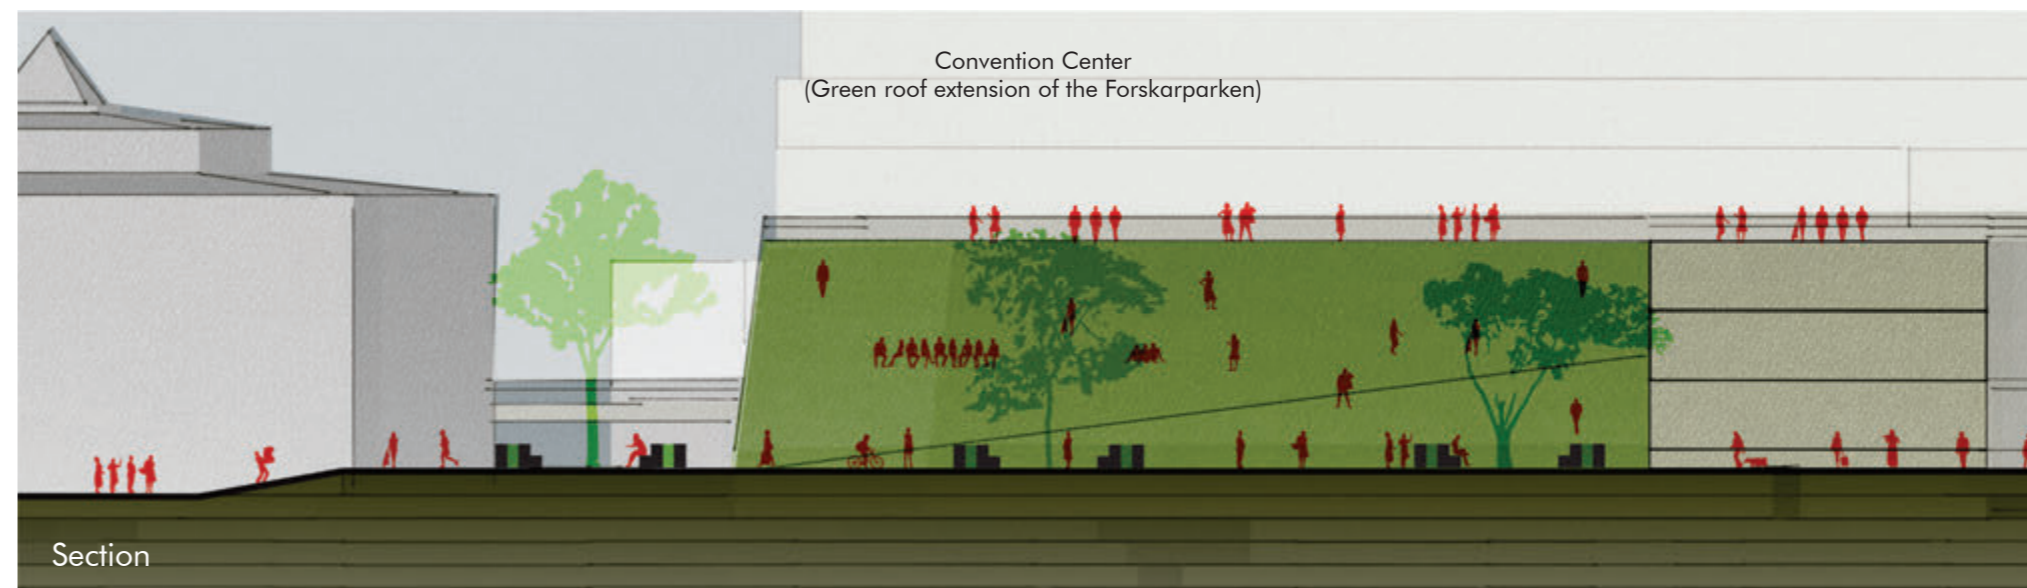 Convention Center
(Green roof extension of the Forskarparken)
Section